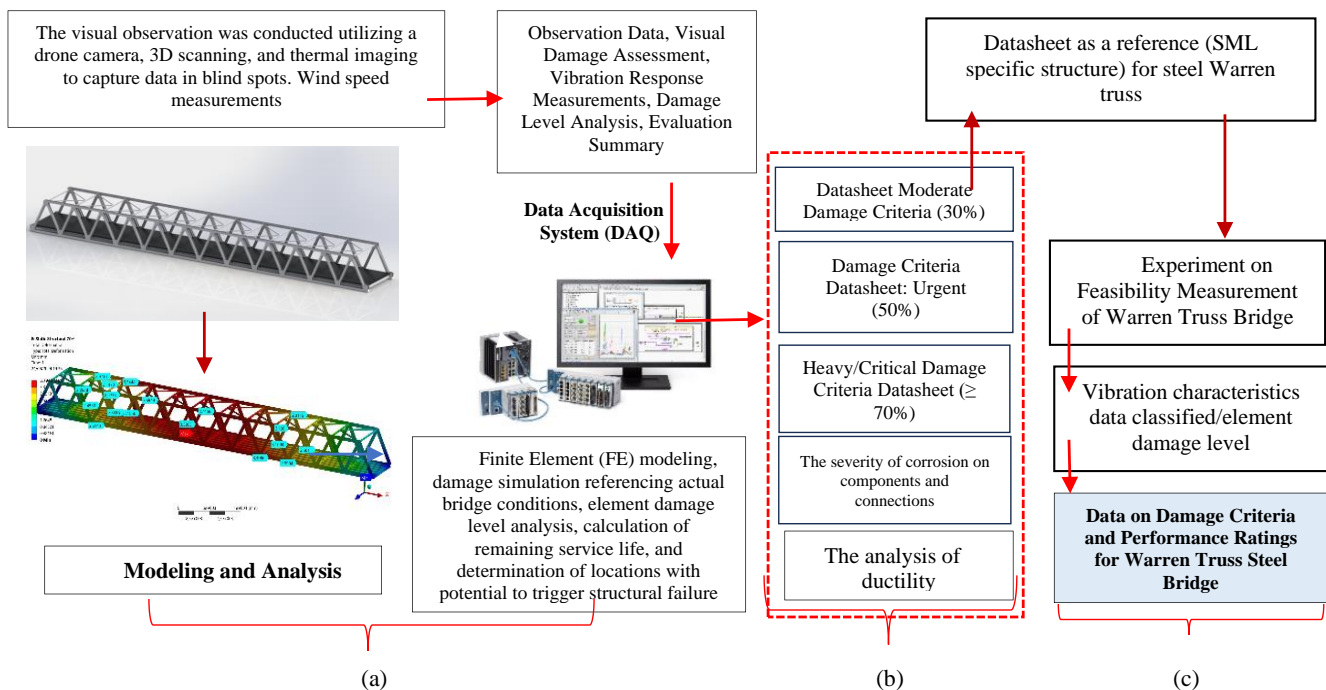 The visual observation was conducted utilizing a
drone camera, 3D scanning, and thermal imaging
to capture data in blind spots. Wind speed
measurements
Observation Data, Visual
Damage Assessment,
Vibration Response
Measurements, Damage
Level Analysis, Evaluation
Summary
Data Acquisition
System (DAQ)
Finite Element (FE) modeling,
damage simulation referencing actual
bridge conditions, element damage
level analysis, calculation of
remaining service life, and
determination of locations with
potential to trigger structural failure
Modeling and Analysis
(a)
Datasheet Moderate
Damage Criteria (30%)
Damage Criteria
Datasheet: Urgent
(50%)
Heavy/Critical Damage
Criteria Datasheet (≥
70%)
The severity of corrosion on
components and
connections
The analysis of
ductility
(b)
Datasheet as a reference (SML
specific structure) for steel Warren
truss
Experiment on
Feasibility Measurement
of Warren Truss Bridge
Vibration characteristics
data classified/element
damage level
Data on Damage Criteria
and Performance Ratings
for Warren Truss Steel
Bridge
(c)